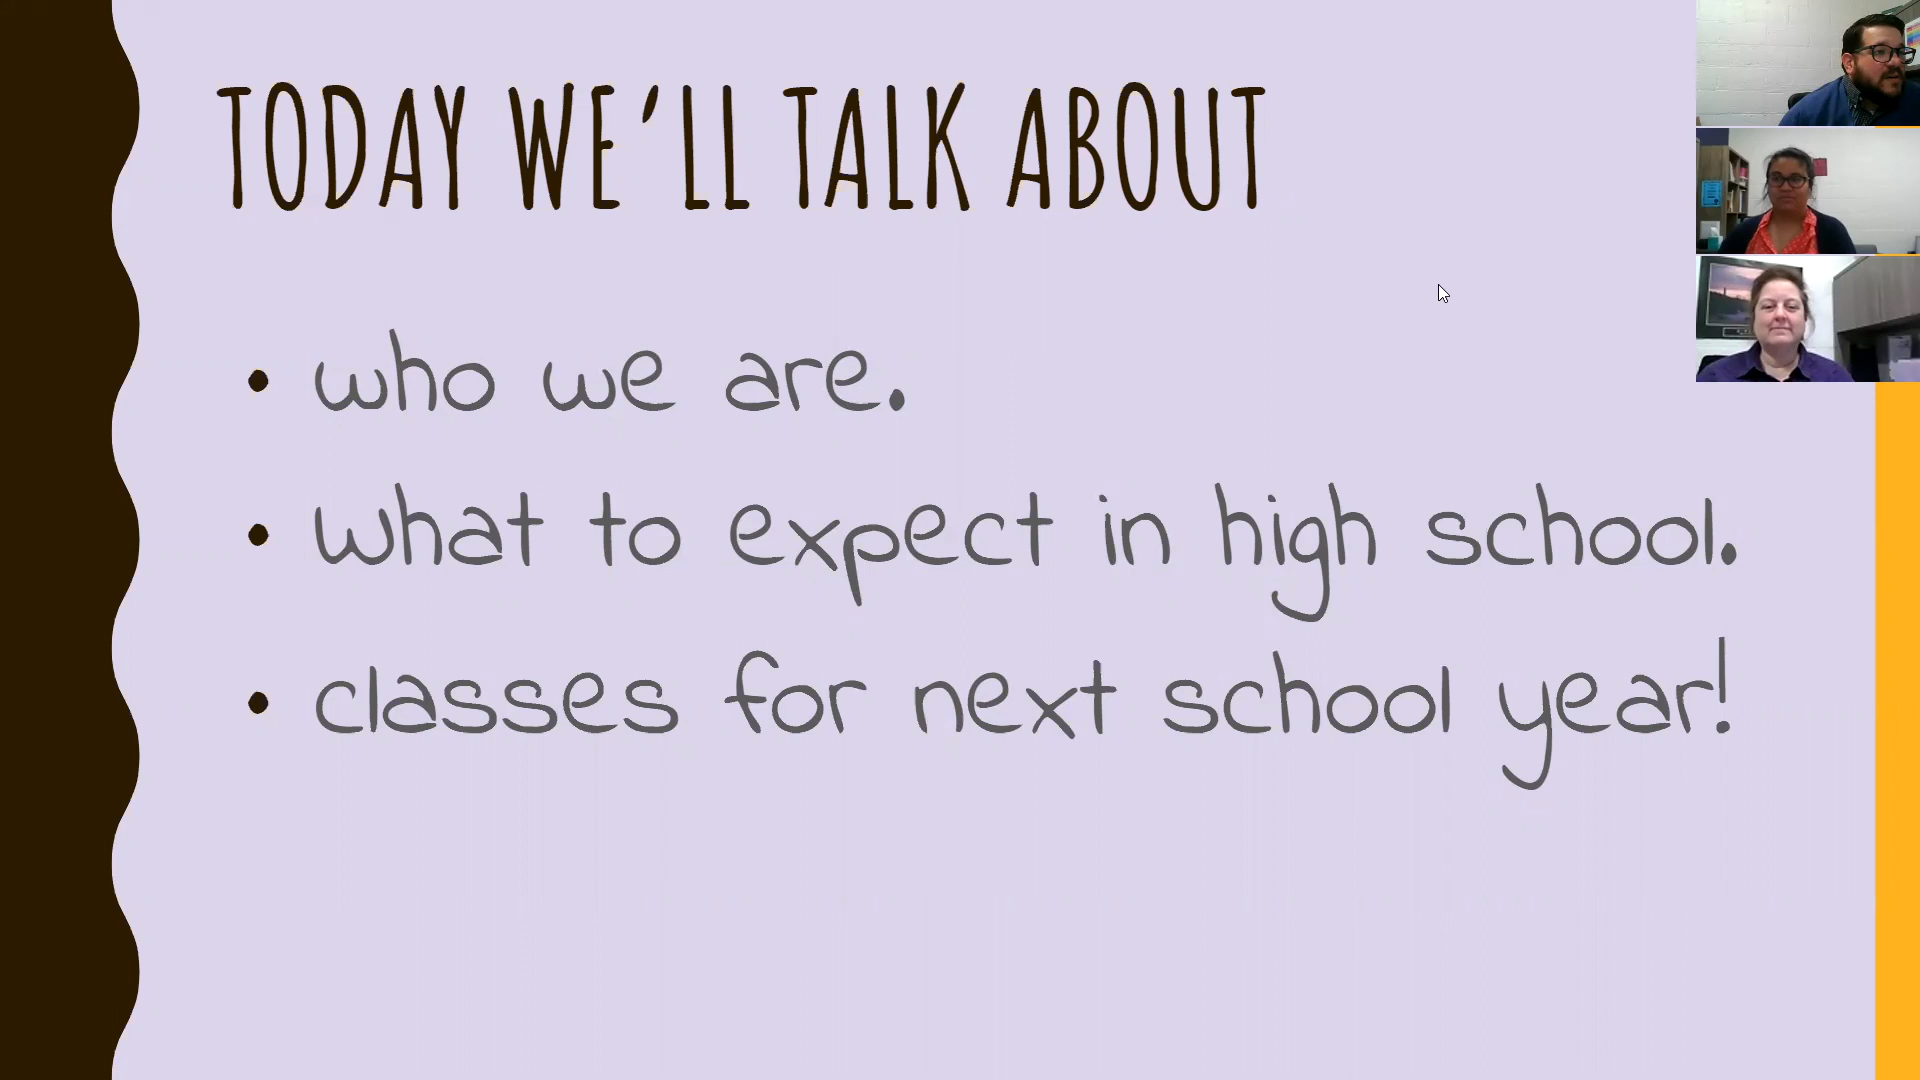 TODAY WE'LL TALK ABOUT
• who we are.
• what to expect in high school.
• classes for next school year!